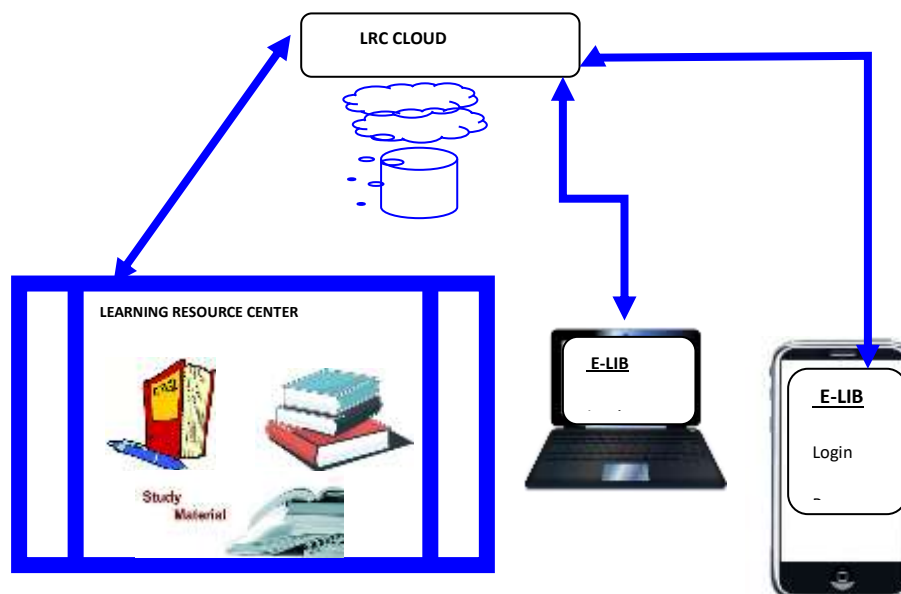 LRC CLOUD
LEARNING RESOURCE CENTER
Study
Material
E-LIB
E-LIB
Login